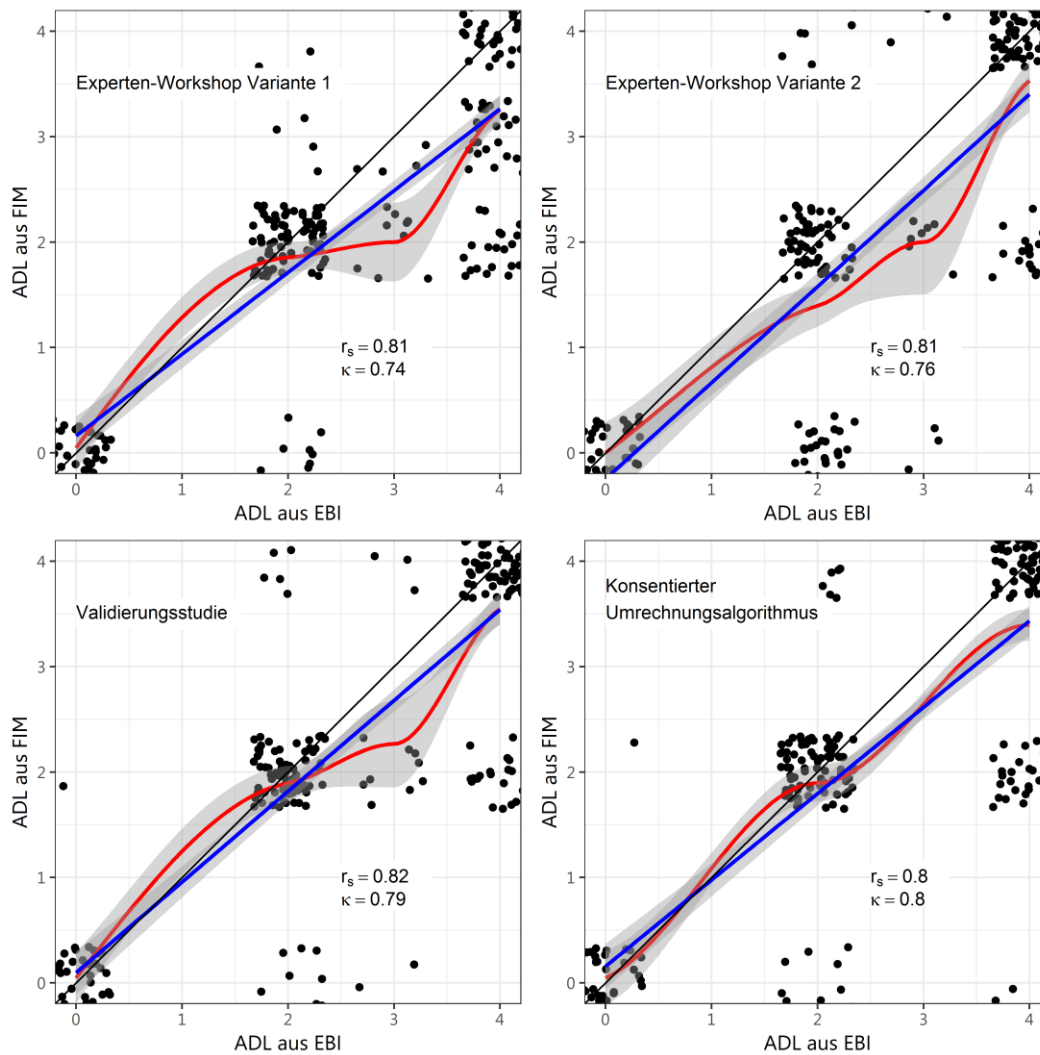 Experten-Workshop Variante 1
r_s = 0.81
κ = 0.74
ADL aus FIM
4
3
2
1
0
0 1 2 3 4
ADL aus EBI
Experten-Workshop Variante 2
r_s = 0.81
κ = 0.76
ADL aus FIM
4
3
2
1
0
0 1 2 3 4
ADL aus EBI
Validierungsstudie
r_s = 0.82
κ = 0.79
ADL aus FIM
4
3
2
1
0
0 1 2 3 4
ADL aus EBI
Konsentierter
Umrechnungsalgorithmus
r_s = 0.8
κ = 0.8
ADL aus FIM
4
3
2
1
0
0 1 2 3 4
ADL aus EBI